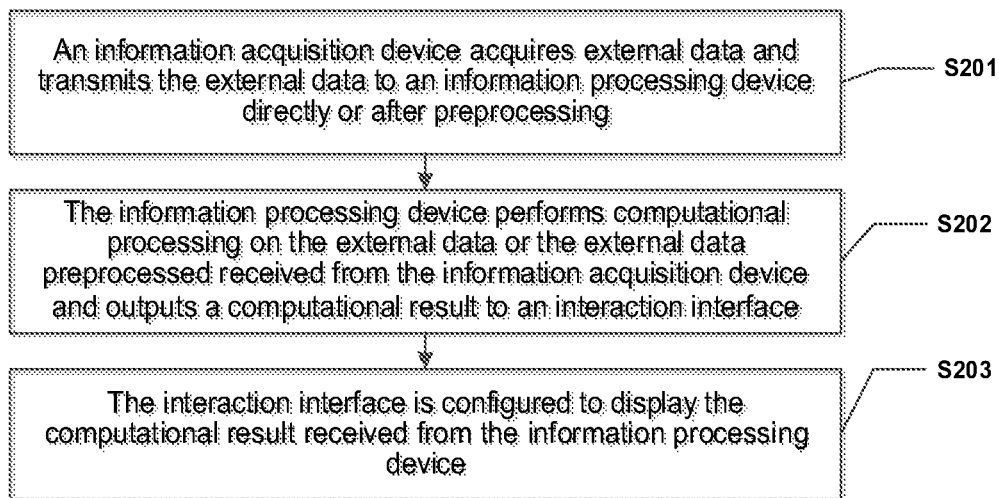 An information acquisition device acquires external data and
transmits the external data to an information processing device
directly or after preprocessing
S201
The information processing device performs computational
processing on the external data or the external data
preprocessed received from the information acquisition device
and outputs a computational result to an interaction interface
S202
The interaction interface is configured to display the
computational result received from the information processing
device
S203